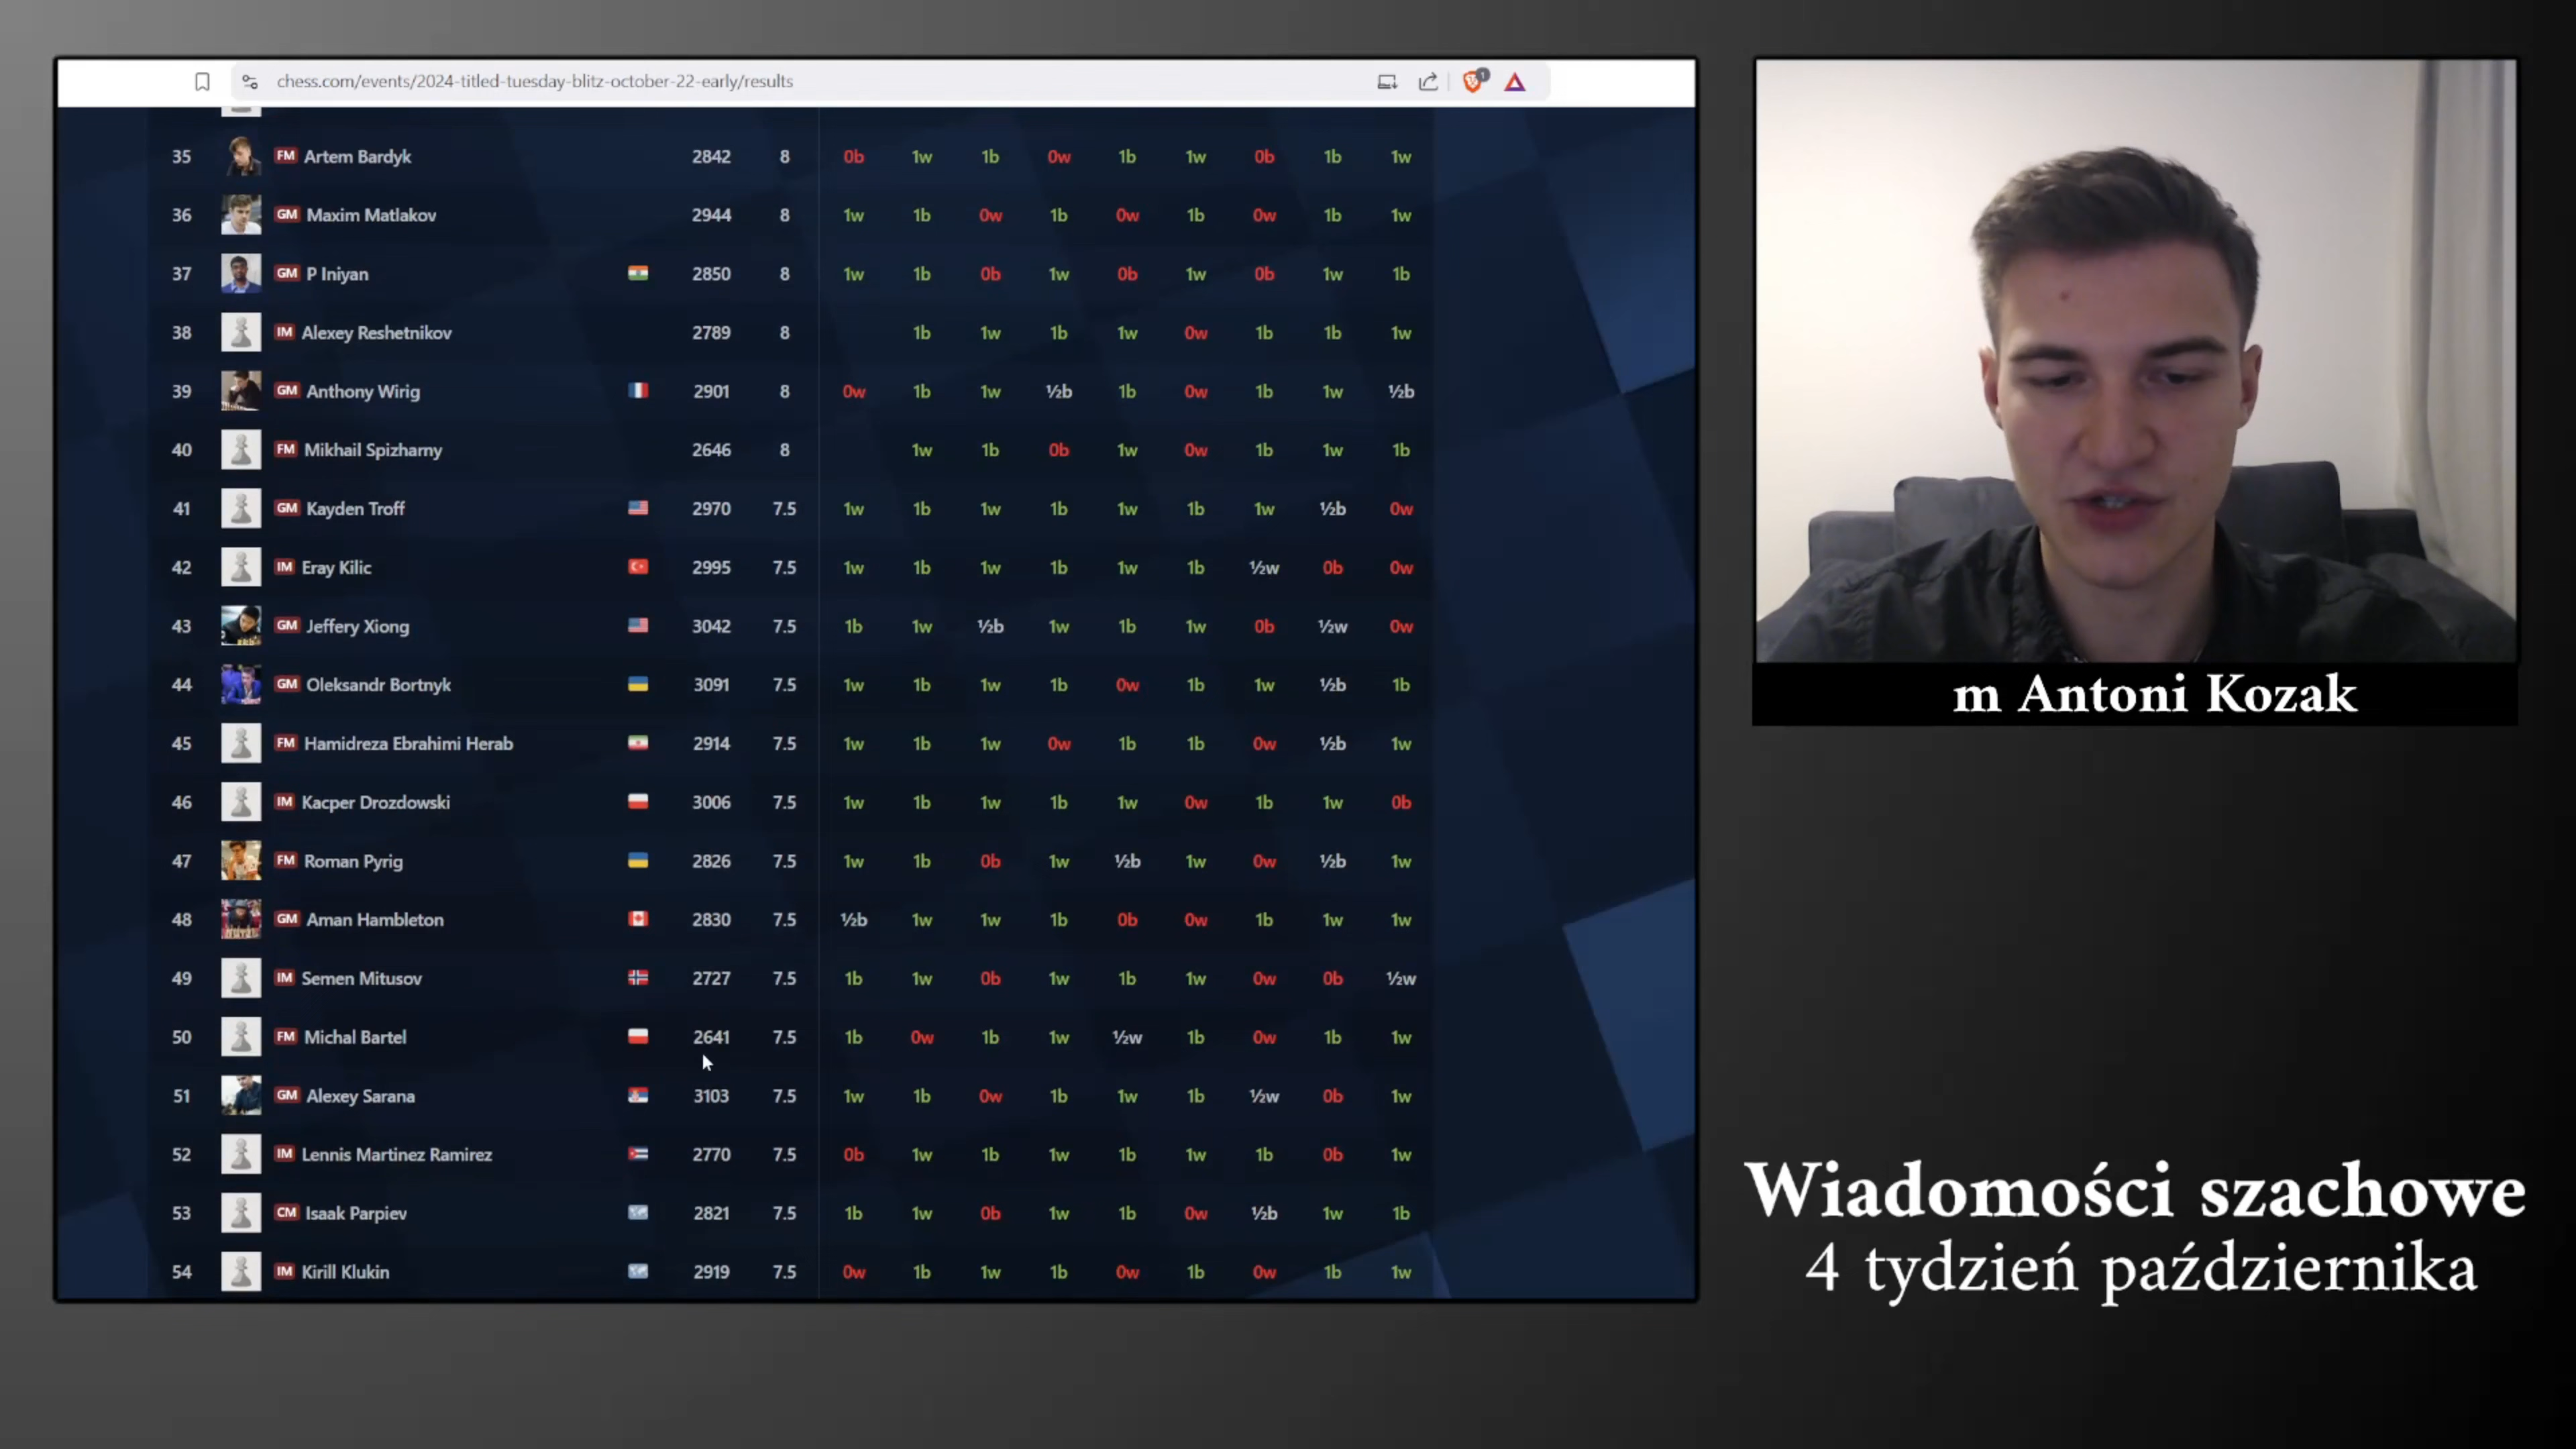 chess.com/events/2024-titled-tuesday-blitz-october-22-early/results
1
35 FM Artem Bardyk 2842 8 0b 1w 1b 0w 1b 1w 0b 1b 1w
36 GM Maxim Matlakov 2944 8 1w 1b 0w 1b 0w 1b 0w 1b 1w
37 GM P Iniyan 2850 8 1w 1b 0b 1w 0b 1w 0b 1w 1b
38 IM Alexey Reshetnikov 2789 8 1b 1w 1b 1w 0w 1b 1b 1w
39 GM Anthony Wirig 2901 8 0w 1b 1w ½b 1b 0w 1b 1w ½b
40 FM Mikhail Spizharny 2646 8 1w 1b 0b 1w 0w 1b 1w 1b
41 GM Kayden Troff 2970 7.5 1w 1b 1w 1b 1w 1b 1w ½b 0w
42 IM Eray Kilic 2995 7.5 1w 1b 1w 1b 1w 1b ½w 0b 0w
43 GM Jeffery Xiong 3042 7.5 1b 1w ½b 1w 1b 1w 0b ½w 0w
44 GM Oleksandr Bortnyk 3091 7.5 1w 1b 1w 1b 0w 1b 1w ½b 1b
45 FM Hamidreza Ebrahimi Herab 2914 7.5 1w 1b 1w 0w 1b 1b 0w ½b 1w
46 IM Kacper Drozdowski 3006 7.5 1w 1b 1w 1b 1w 0w 1b 1w 0b
47 FM Roman Pyrig 2826 7.5 1w 1b 0b 1w ½b 1w 0w ½b 1w
48 GM Aman Hambleton 2830 7.5 ½b 1w 1w 1b 0b 0w 1b 1w 1w
49 IM Semen Mitusov 2727 7.5 1b 1w 0b 1w 1b 1w 0w 0b ½w
50 FM Michal Bartel 2641 7.5 1b 0w 1b 1w ½w 1b 0w 1b 1w
51 GM Alexey Sarana 3103 7.5 1w 1b 0w 1b 1w 1b ½w 0b 1w
52 IM Lennis Martinez Ramirez 2770 7.5 0b 1w 1b 1w 1b 1w 1b 0b 1w
53 CM Isaak Parpiev 2821 7.5 1b 1w 0b 1w 1b 0w ½b 1w 1b
54 IM Kirill Klukin 2919 7.5 0w 1b 1w 1b 0w 1b 0w 1b 1w
m Antoni Kozak
Wiadomości szachowe
4 tydzień października